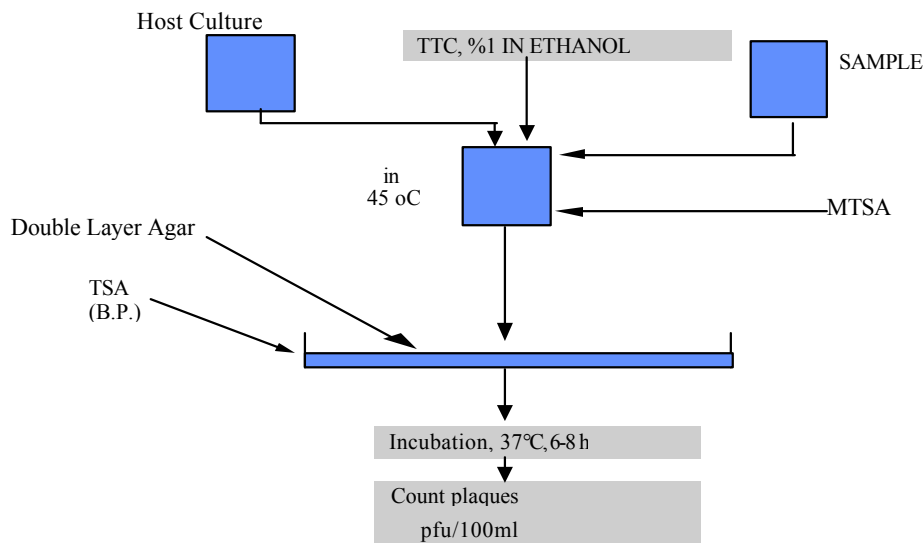 Host Culture
TTC, %1 IN ETHANOL
SAMPLE
in
45 oC
MTSA
Double Layer Agar
TSA
(B.P.)
Incubation, 37°C,6-8 h
Count plaques
pfu/100ml